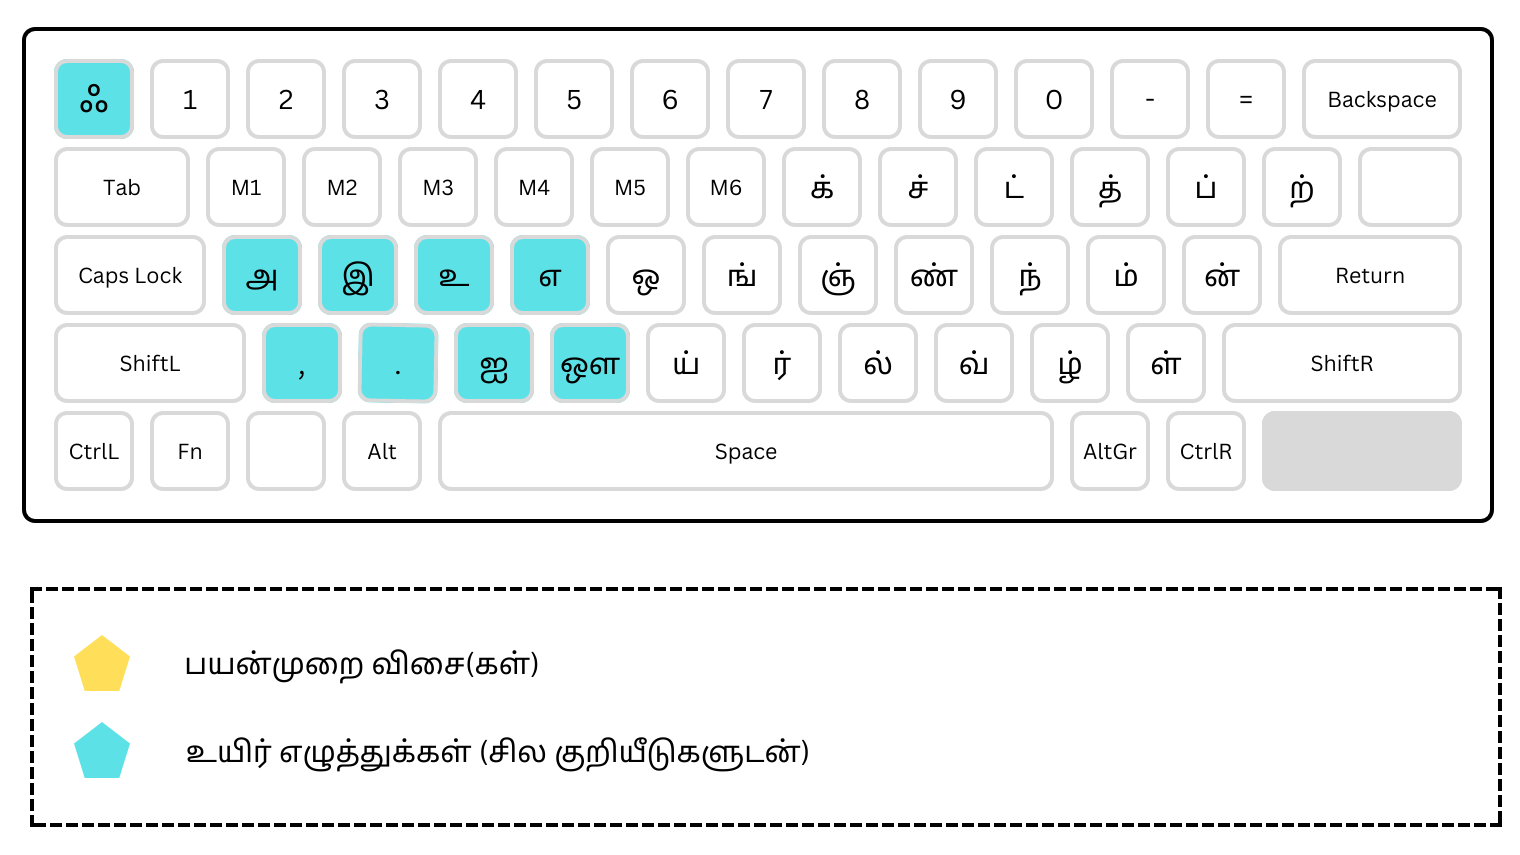 ஃ 1 2 3 4 5 6 7 8 9 0 - = Backspace
Tab M1 M2 M3 M4 M5 M6 க் ச் ட் த் ப் ற்
Caps Lock அ இ உ எ ஒ ங் ஞ் ண் ந் ம் ன் Return
ShiftL , . ஐ ஔ ய் ர் ல் வ் ழ் ள் ShiftR
CtrlL Fn Alt Space AltGr CtrlR
பயன்முறை விசை(கள்)
உயிர் எழுத்துக்கள் (சில குறியீடுகளுடன்)